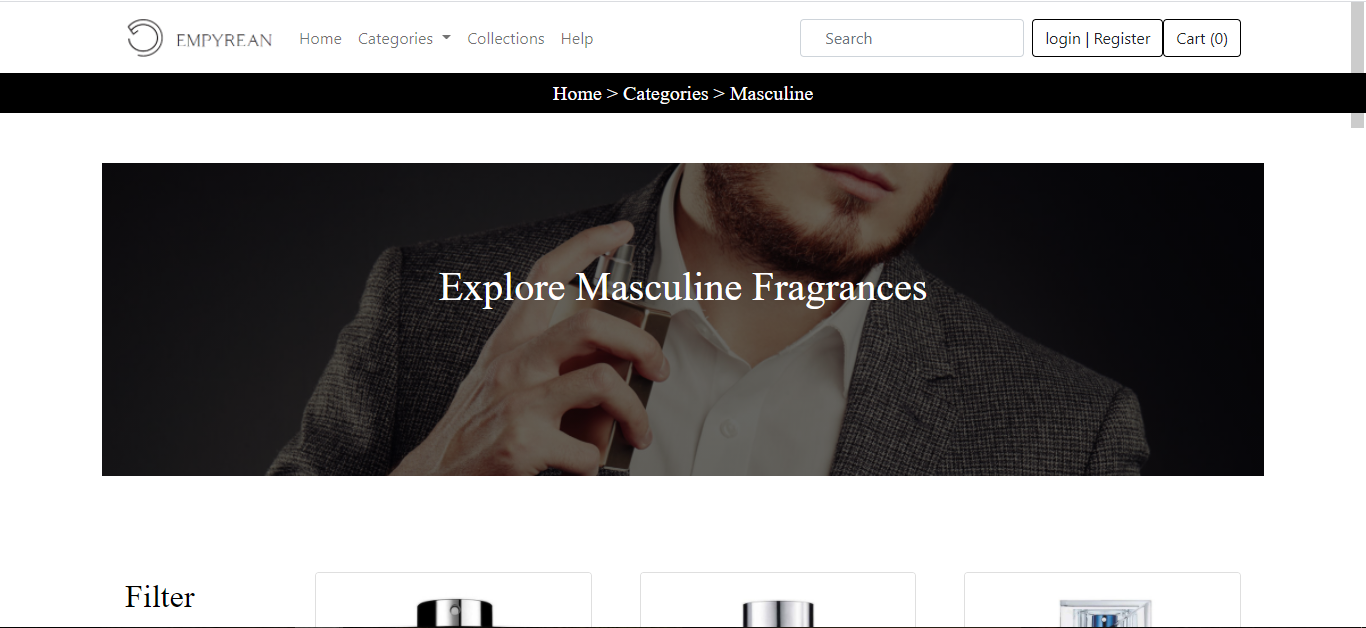 EMPYREAN Home Categories Collections Help Search login | Register Cart (0)
Home > Categories > Masculine
Explore Masculine Fragrances
Filter